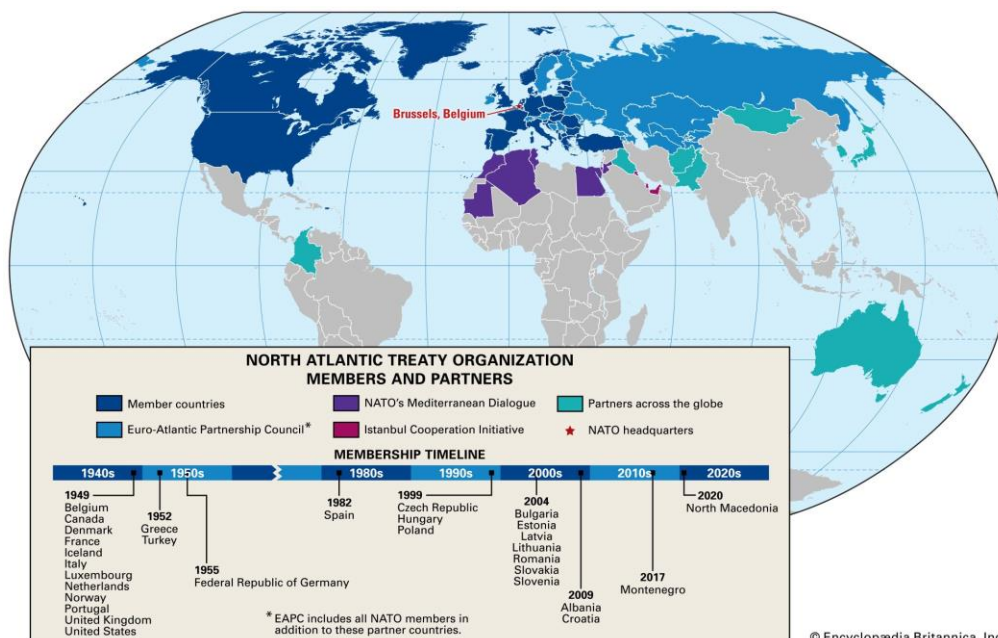 Brussels, Belgium
NORTH ATLANTIC TREATY ORGANIZATION
MEMBERS AND PARTNERS
Member countries
NATO's Mediterranean Dialogue
Partners across the globe
Euro-Atlantic Partnership Council*
Istanbul Cooperation Initiative
NATO headquarters
MEMBERSHIP TIMELINE
1940s 1950s 1980s 1990s 2000s 2010s 2020s
1949
Belgium
Canada
Denmark
France
Iceland
Italy
Luxembourg
Netherlands
Norway
Portugal
United Kingdom
United States
1952
Greece
Turkey
1955
Federal Republic of Germany
1982
Spain
1999
Czech Republic
Hungary
Poland
2004
Bulgaria
Estonia
Latvia
Lithuania
Romania
Slovakia
Slovenia
2009
Albania
Croatia
2017
Montenegro
2020
North Macedonia
* EAPC includes all NATO members in
addition to these partner countries.
© Encyclopædia Britannica,